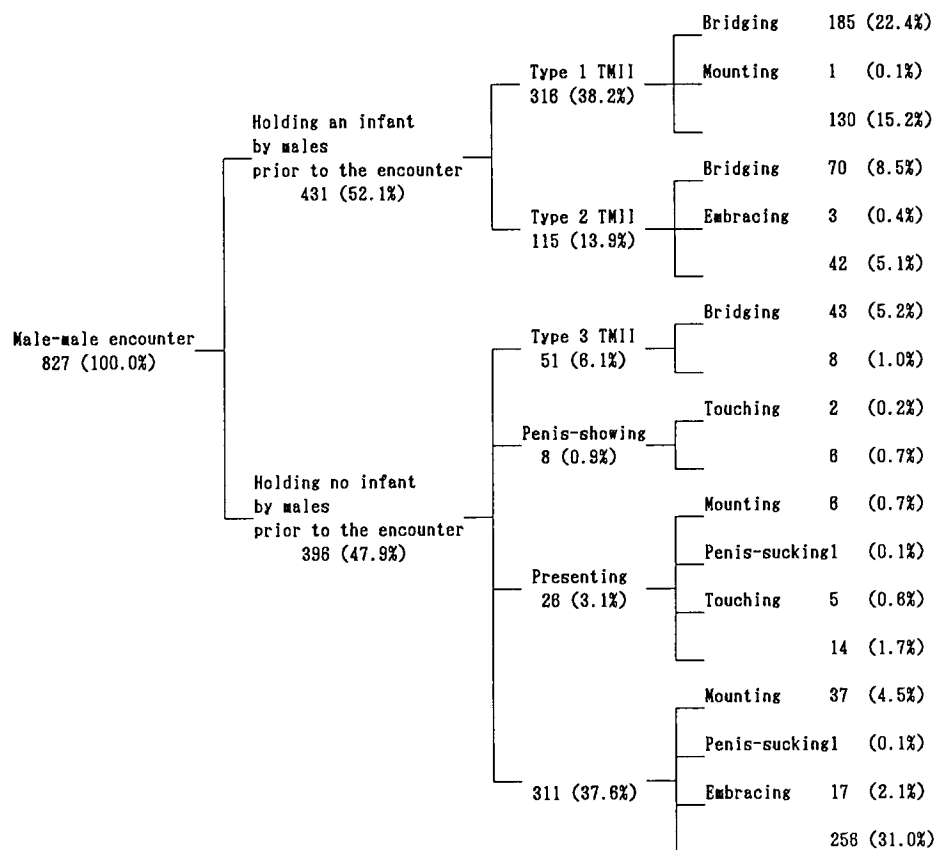 Bridging 185 (22.4%)
Type 1 TMII
316 (38.2%)
Mounting 1 (0.1%)
130 (15.2%)
Holding an infant
by males
prior to the encounter
431 (52.1%)
Bridging 70 (8.5%)
Type 2 TMII
115 (13.9%)
Embracing 3 (0.4%)
42 (5.1%)
Male-male encounter
827 (100.0%)
Bridging 43 (5.2%)
Type 3 TMII
51 (6.1%)
8 (1.0%)
Touching 2 (0.2%)
Penis-showing
8 (0.9%)
6 (0.7%)
Holding no infant
by males
prior to the encounter
396 (47.9%)
Mounting 6 (0.7%)
Penis-sucking1 (0.1%)
Presenting
26 (3.1%)
Touching 5 (0.6%)
14 (1.7%)
Mounting 37 (4.5%)
Penis-sucking1 (0.1%)
311 (37.6%)
Embracing 17 (2.1%)
256 (31.0%)